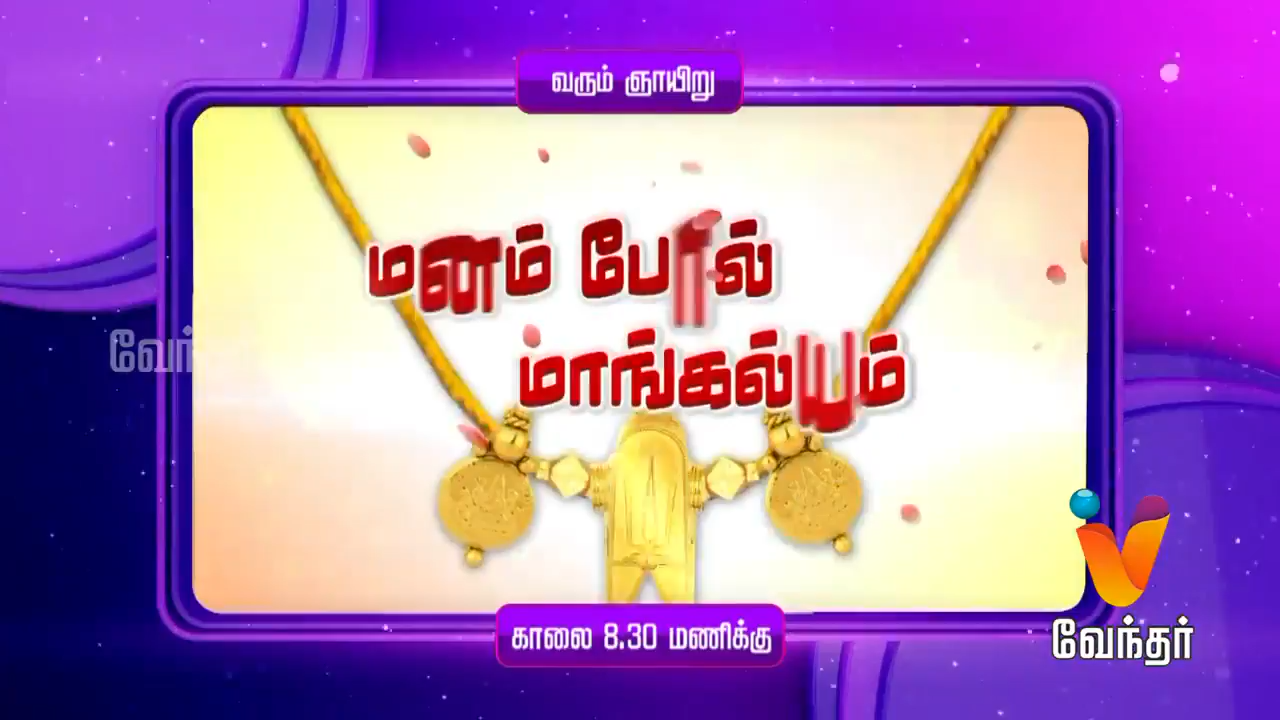 வரும் ஞாயிறு
மனம் போல்
மாங்கல்யம்
வேந்
காலை 8.30 மணிக்கு
வேந்தர்